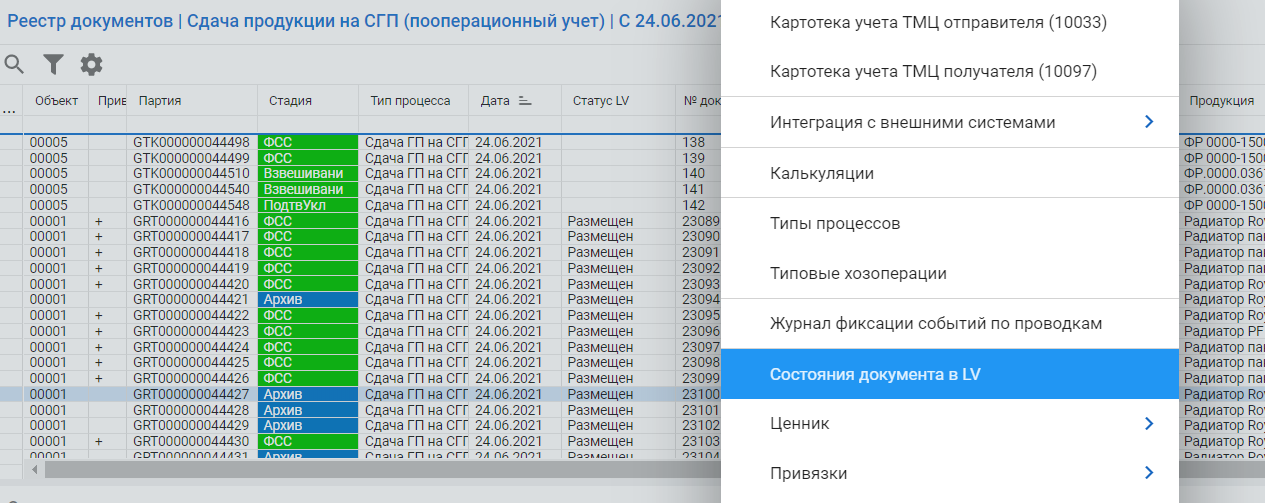 Реестр документов | Сдача продукции на СГП (пооперационный учет) | С 24.06.2021
Картотека учета ТМЦ отправителя (10033)
Картотека учета ТМЦ получателя (10097)
Интеграция с внешними системами
Калькуляции
Типы процессов
Типовые хозоперации
Журнал фиксации событий по проводкам
Состояния документа в LV
Ценник
Привязки
... Объект Прив Партия Стадия Тип процесса Дата Статус LV № док Продукция
00005 GTK000000044498 ФСС Сдача ГП на СГП 24.06.2021 138 ФР 0000-1500
00005 GTK000000044499 ФСС Сдача ГП на СГП 24.06.2021 139 ФР 0000-1500
00005 GTK000000044510 Взвешивани Сдача ГП на СГП 24.06.2021 140 ФР.0000.0361
00005 GTK000000044540 Взвешивани Сдача ГП на СГП 24.06.2021 141 ФР.0000.0361
00005 GTK000000044548 ПодтвУкл Сдача ГП на СГП 24.06.2021 142 ФР 0000-1500
00001 + GRT000000044416 ФСС Сдача ГП на СГП 24.06.2021 Размещен 23089 Радиатор Roy
00001 + GRT000000044417 ФСС Сдача ГП на СГП 24.06.2021 Размещен 23090 Радиатор пан
00001 + GRT000000044418 ФСС Сдача ГП на СГП 24.06.2021 Размещен 23091 Радиатор пан
00001 + GRT000000044419 ФСС Сдача ГП на СГП 24.06.2021 Размещен 23092 Радиатор пан
00001 + GRT000000044420 ФСС Сдача ГП на СГП 24.06.2021 Размещен 23093 Радиатор Roy
00001 GRT000000044421 Архив Сдача ГП на СГП 24.06.2021 Размещен 23094 Радиатор Roy
00001 + GRT000000044422 ФСС Сдача ГП на СГП 24.06.2021 Размещен 23095 Радиатор Roy
00001 + GRT000000044423 ФСС Сдача ГП на СГП 24.06.2021 Размещен 23096 Радиатор PF
00001 + GRT000000044424 ФСС Сдача ГП на СГП 24.06.2021 Размещен 23097 Радиатор пан
00001 + GRT000000044425 ФСС Сдача ГП на СГП 24.06.2021 Размещен 23098 Радиатор Roy
00001 + GRT000000044426 ФСС Сдача ГП на СГП 24.06.2021 Размещен 23099 Радиатор пан
00001 GRT000000044427 Архив Сдача ГП на СГП 24.06.2021 Размещен 23100 Радиатор Roy
00001 GRT000000044428 Архив Сдача ГП на СГП 24.06.2021 Размещен 23101 Радиатор Roy
00001 GRT000000044429 Архив Сдача ГП на СГП 24.06.2021 Размещен 23102 Радиатор Roy
00001 + GRT000000044430 ФСС Сдача ГП на СГП 24.06.2021 Размещен 23103 Радиатор Roy
00001 GRT000000044431 Архив Сдача ГП на СГП 24.06.2021 Размещен 23104 Радиатор Roy